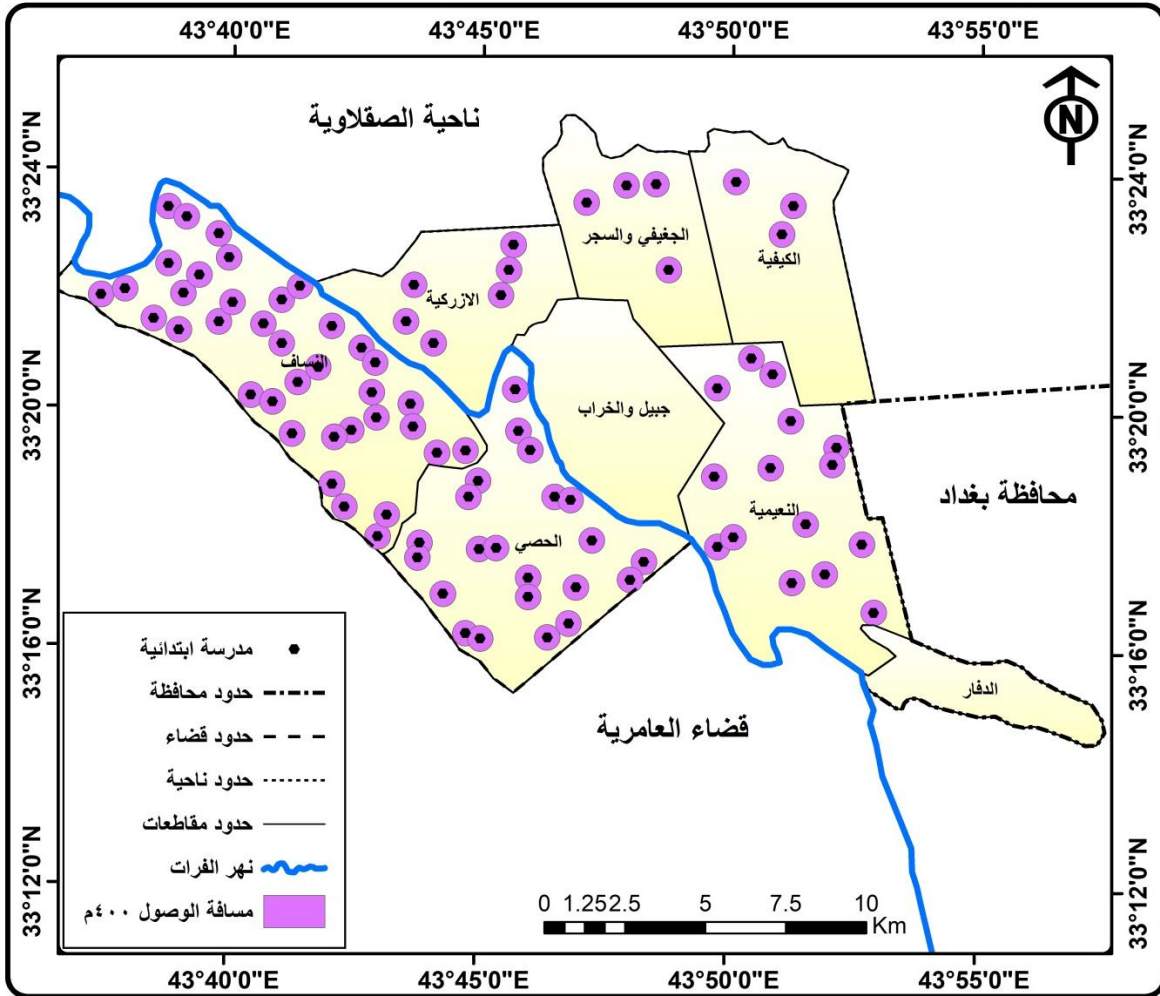 43°40'0"E
43°45'0"E
43°50'0"E
43°55'0"E
ناحية الصقلاوية
N
33°24'0"N
33°24'0"N
الجغيفي والسجر
الكيفية
الازركية
النساف
33°20'0"N
33°20'0"N
جبيل والخراب
محافظة بغداد
النعيمية
الحصي
33°16'0"N
33°16'0"N
الدفار
قضاء العامرية
مدرسة ابتدائية
حدود محافظة
حدود قضاء
حدود ناحية
حدود مقاطعات
نهر الفرات
مسافة الوصول ٤٠٠م
33°12'0"N
33°12'0"N
0 1.25 2.5 5 7.5 10
Km
43°40'0"E
43°45'0"E
43°50'0"E
43°55'0"E